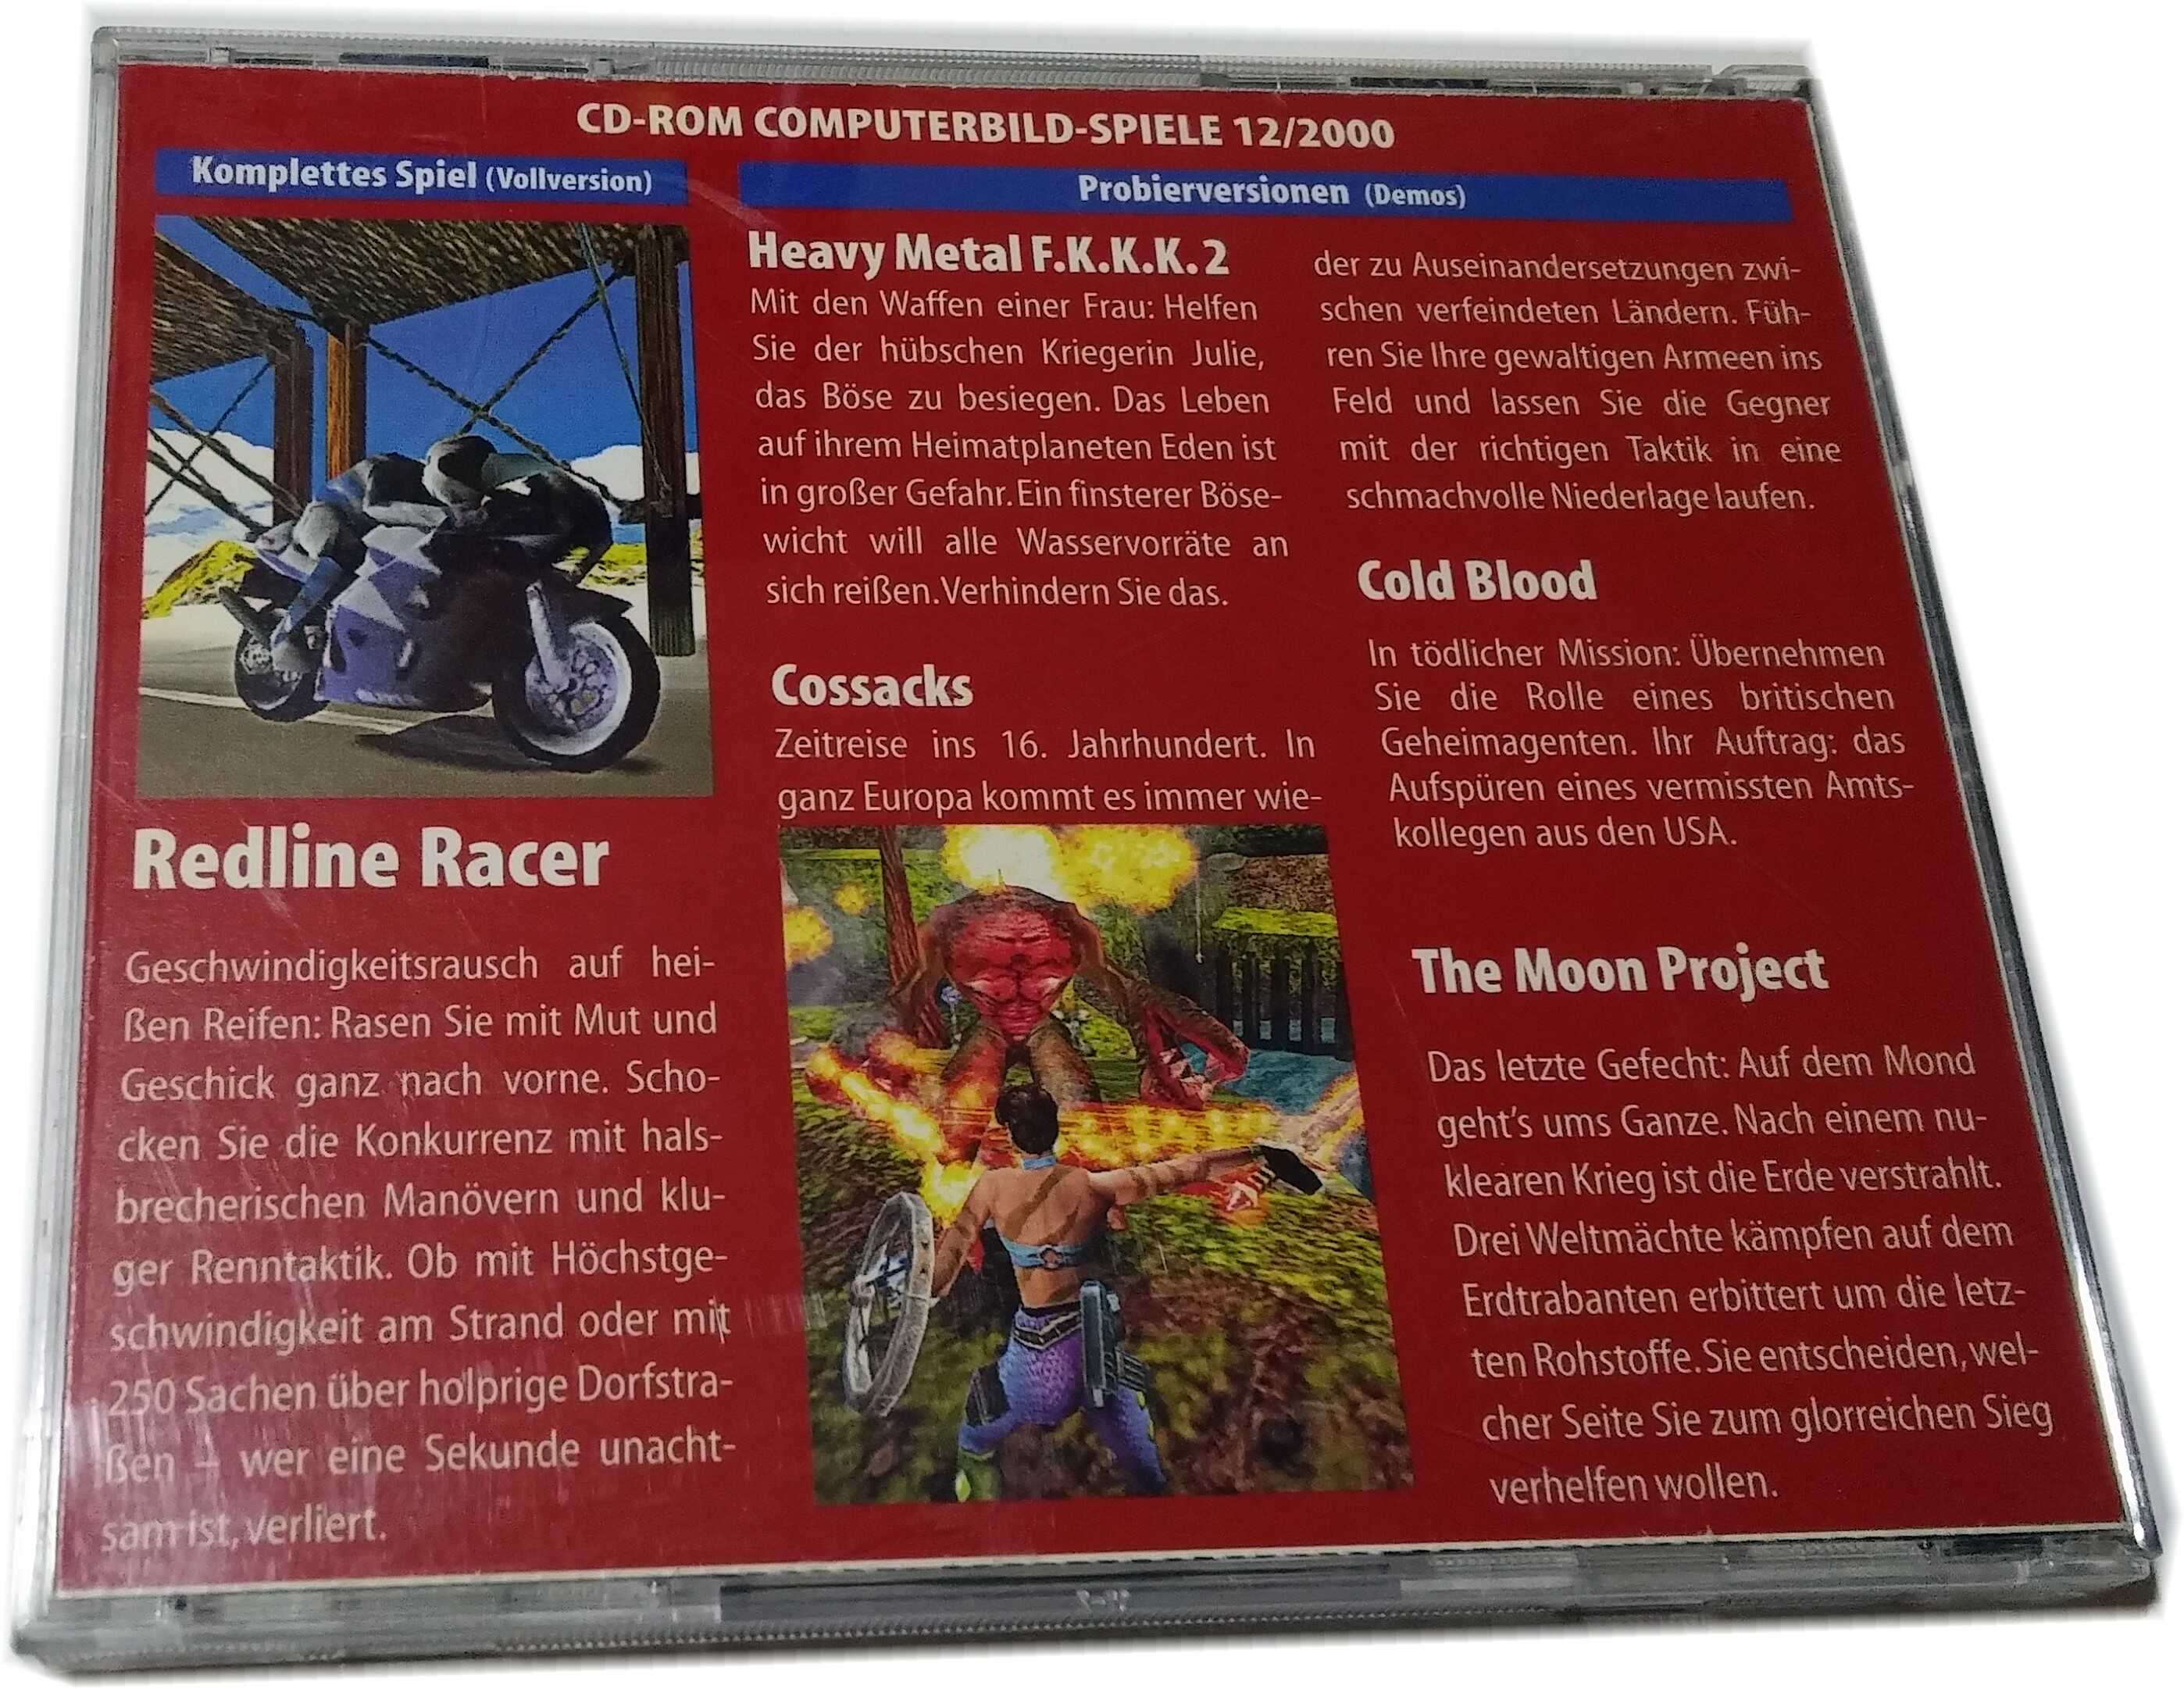 CD-ROM COMPUTERBILD-SPIELE 12/2000
Komplettes Spiel (Vollversion)
Redline Racer
Geschwindigkeitsrausch auf hei-
ßen Reifen: Rasen Sie mit Mut und
Geschick ganz nach vorne. Scho-
cken Sie die Konkurrenz mit hals-
brecherischen Manövern und klu-
ger Renntaktik. Ob mit Höchstge-
schwindigkeit am Strand oder mit
250 Sachen über holprige Dorfstra-
ßen – wer eine Sekunde unacht-
sam ist, verliert.
Probierversionen (Demos)
Heavy Metal F.K.K.K. 2
Mit den Waffen einer Frau: Helfen
Sie der hübschen Kriegerin Julie,
das Böse zu besiegen. Das Leben
auf ihrem Heimatplaneten Eden ist
in großer Gefahr. Ein finsterer Böse-
wicht will alle Wasservorräte an
sich reißen. Verhindern Sie das.
Cossacks
Zeitreise ins 16. Jahrhundert. In
ganz Europa kommt es immer wie-
der zu Auseinandersetzungen zwi-
schen verfeindeten Ländern. Füh-
ren Sie Ihre gewaltigen Armeen ins
Feld und lassen Sie die Gegner
mit der richtigen Taktik in eine
schmachvolle Niederlage laufen.
Cold Blood
In tödlicher Mission: Übernehmen
Sie die Rolle eines britischen
Geheimagenten. Ihr Auftrag: das
Aufspüren eines vermissten Amts-
kollegen aus den USA.
The Moon Project
Das letzte Gefecht: Auf dem Mond
geht's ums Ganze. Nach einem nu-
klearen Krieg ist die Erde verstrahlt.
Drei Weltmächte kämpfen auf dem
Erdtrabanten erbittert um die letz-
ten Rohstoffe. Sie entscheiden, wel-
cher Seite Sie zum glorreichen Sieg
verhelfen wollen.